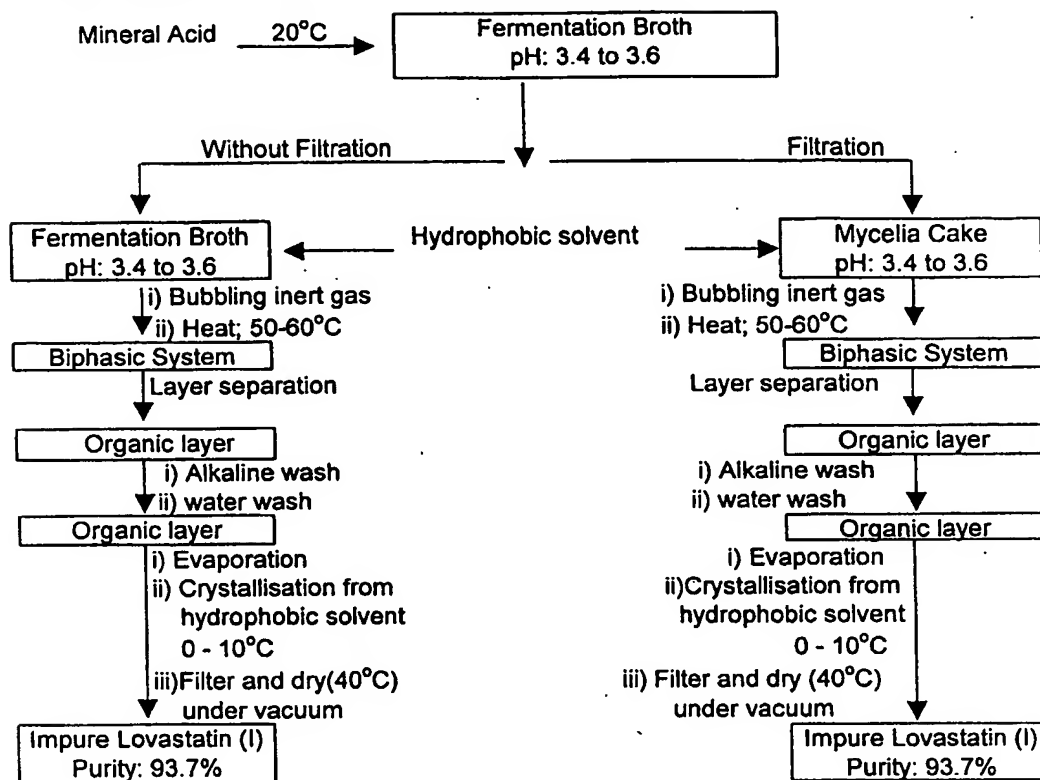 Mineral Acid
20°C
Fermentation Broth
pH: 3.4 to 3.6
Without Filtration
Filtration
Hydrophobic solvent
Fermentation Broth
pH: 3.4 to 3.6
i) Bubbling inert gas
ii) Heat; 50-60°C
Biphasic System
Layer separation
Organic layer
i) Alkaline wash
ii) water wash
Organic layer
i) Evaporation
ii) Crystallisation from
hydrophobic solvent
0 - 10°C
iii)Filter and dry(40°C)
under vacuum
Impure Lovastatin (I)
Purity: 93.7%
Mycelia Cake
pH: 3.4 to 3.6
i) Bubbling inert gas
ii) Heat; 50-60°C
Biphasic System
Layer separation
Organic layer
i) Alkaline wash
ii) water wash
Organic layer
i) Evaporation
ii)Crystallisation from
hydrophobic solvent
0 - 10°C
iii) Filter and dry (40°C)
under vacuum
Impure Lovastatin (I)
Purity: 93.7%